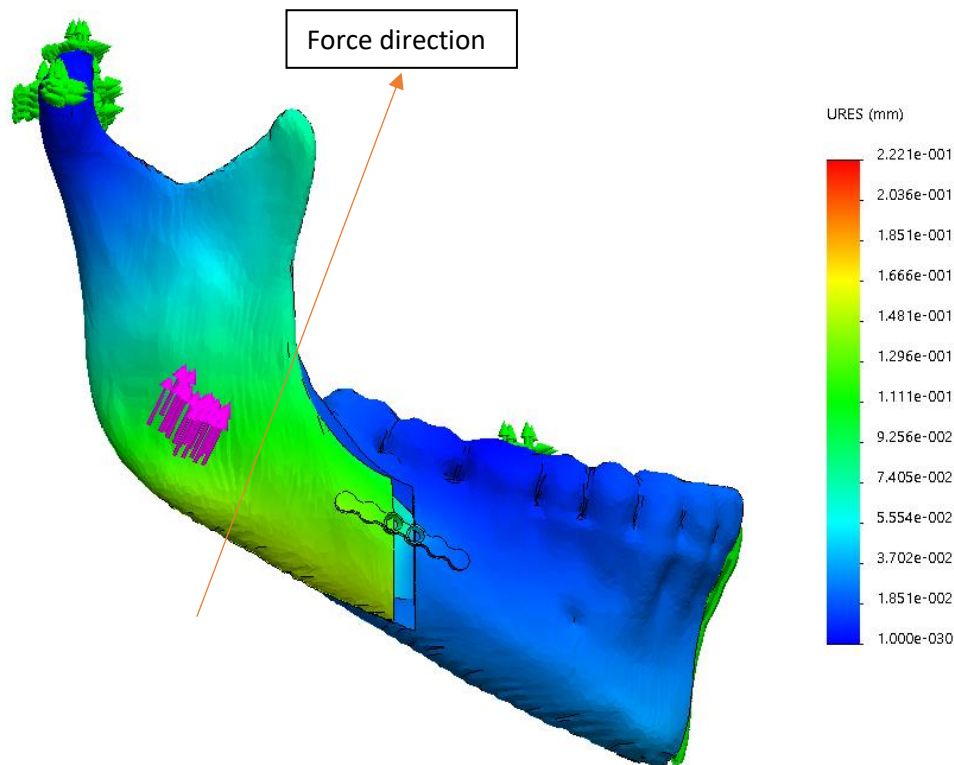 Force direction
URES (mm)
2.221e-001
2.036e-001
1.851e-001
1.666e-001
1.481e-001
1.296e-001
1.111e-001
9.256e-002
7.405e-002
5.554e-002
3.702e-002
1.851e-002
1.000e-030